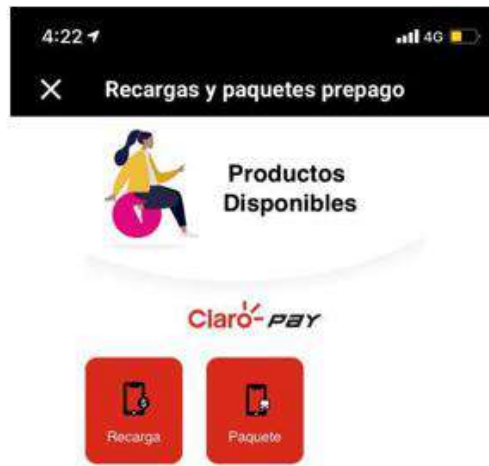 4:22
4G
Recargas y paquetes prepago
Productos
Disponibles
Claro-pay
Recarga
Paquete